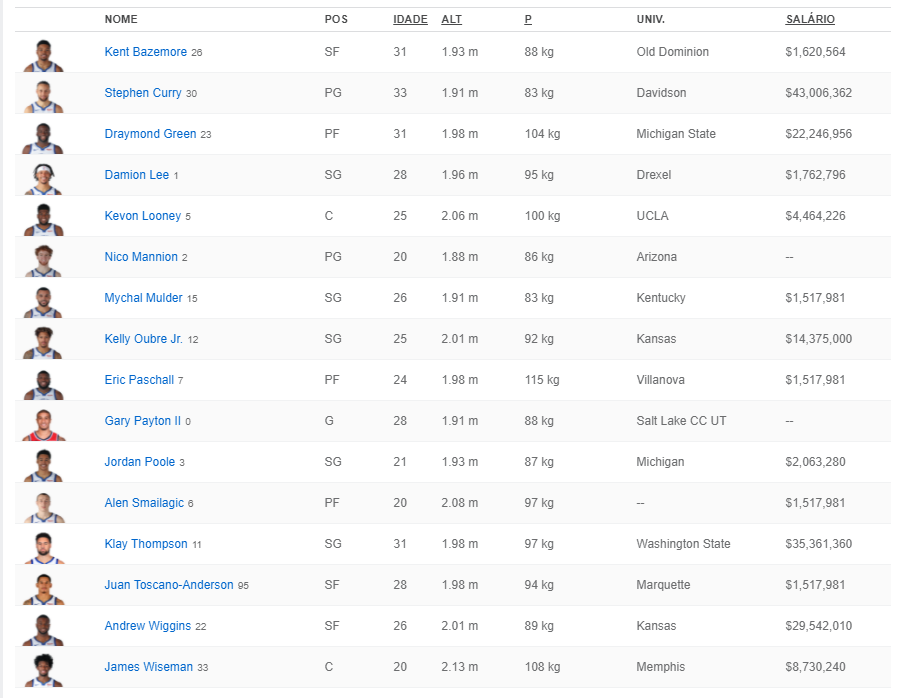 NOME POS IDADE ALT P UNIV. SALÁRIO
Kent Bazemore 26 SF 31 1.93 m 88 kg Old Dominion $1,620,564
Stephen Curry 30 PG 33 1.91 m 83 kg Davidson $43,006,362
Draymond Green 23 PF 31 1.98 m 104 kg Michigan State $22,246,956
Damion Lee 1 SG 28 1.96 m 95 kg Drexel $1,762,796
Kevon Looney 5 C 25 2.06 m 100 kg UCLA $4,464,226
Nico Mannion 2 PG 20 1.88 m 86 kg Arizona --
Mychal Mulder 15 SG 26 1.91 m 83 kg Kentucky $1,517,981
Kelly Oubre Jr. 12 SG 25 2.01 m 92 kg Kansas $14,375,000
Eric Paschall 7 PF 24 1.98 m 115 kg Villanova $1,517,981
Gary Payton II 0 G 28 1.91 m 88 kg Salt Lake CC UT --
Jordan Poole 3 SG 21 1.93 m 87 kg Michigan $2,063,280
Alen Smailagic 6 PF 20 2.08 m 97 kg -- $1,517,981
Klay Thompson 11 SG 31 1.98 m 97 kg Washington State $35,361,360
Juan Toscano-Anderson 95 SF 28 1.98 m 94 kg Marquette $1,517,981
Andrew Wiggins 22 SF 26 2.01 m 89 kg Kansas $29,542,010
James Wiseman 33 C 20 2.13 m 108 kg Memphis $8,730,240